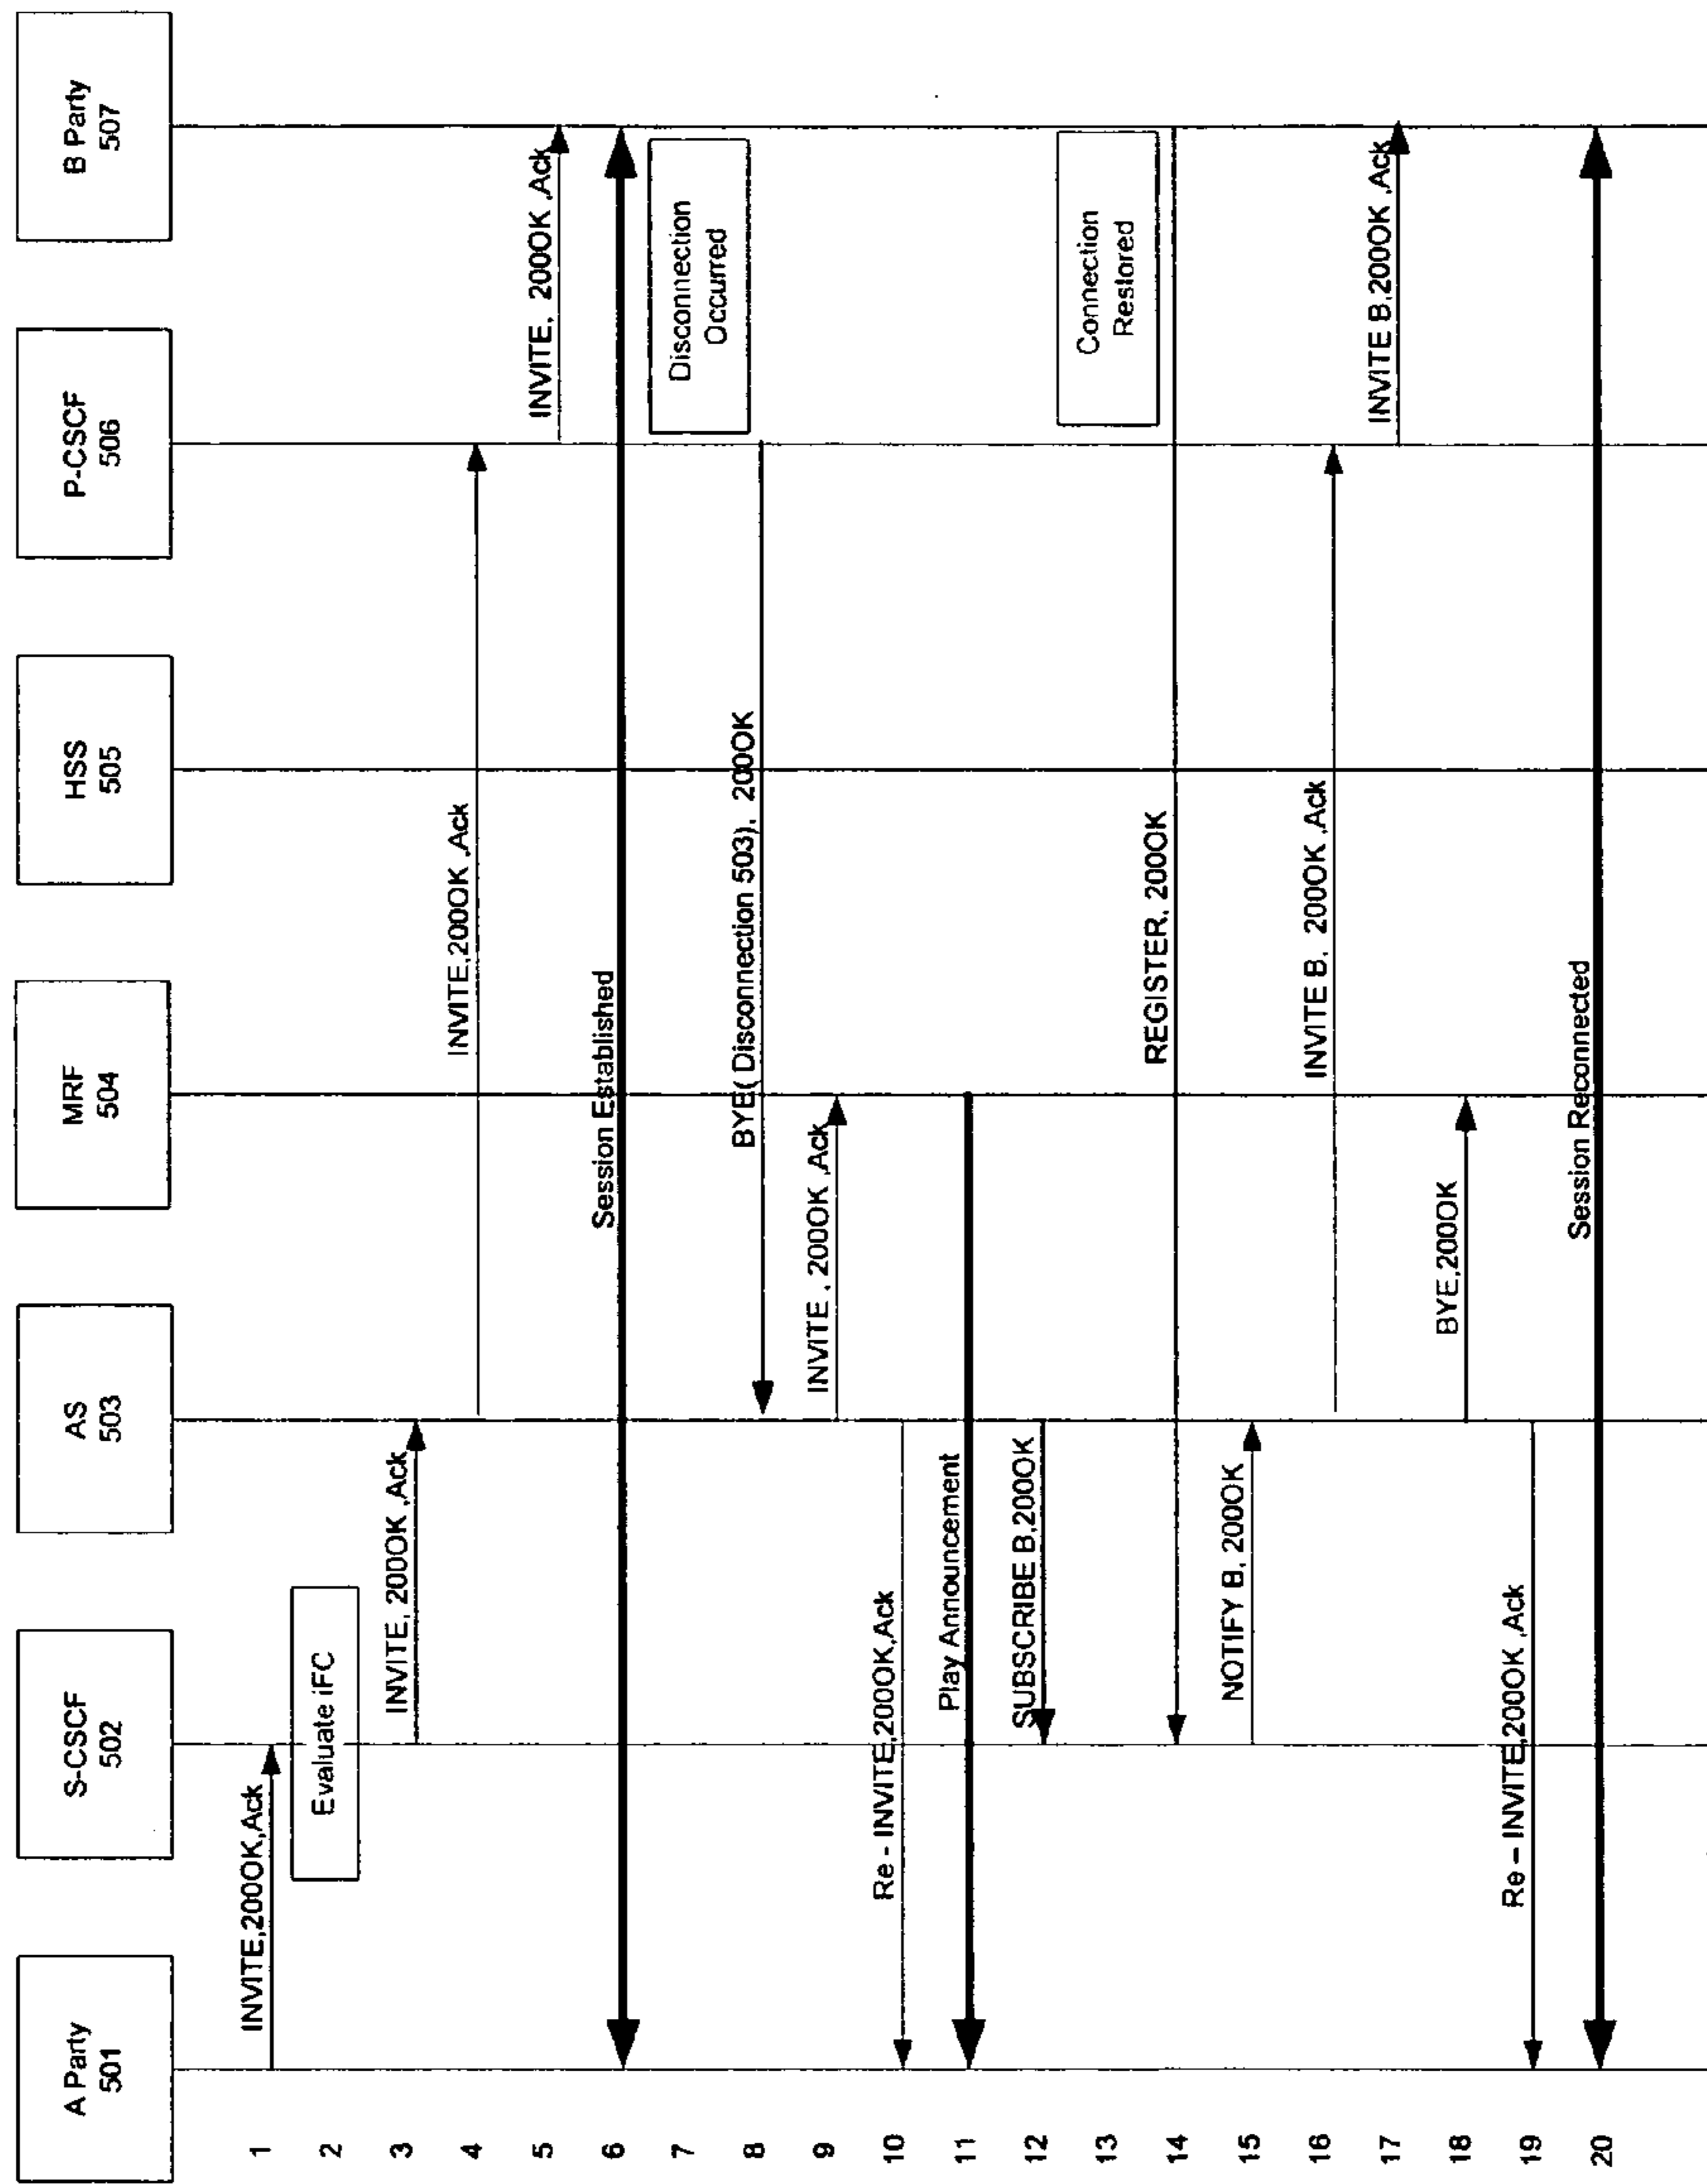 A Party
501
S-CSCF
502
AS
503
MRF
504
HSS
505
P-CSCF
506
B Party
507
1
INVITE,200OK,Ack
2
Evaluate iFC
3
INVITE, 200OK ,Ack
4
INVITE,200OK ,Ack
5
INVITE, 200OK ,Ack
6
Session Established
7
Disconnection
Occurred
8
BYE( Disconnection 503), 200OK
9
INVITE , 200OK ,Ack
10
Re - INVITE,200OK,Ack
11
Play Announcement
12
SUBSCRIBE B,200OK
13
Connection
Restored
14
REGISTER, 200OK
15
NOTIFY B, 200OK
16
INVITE B, 200OK ,Ack
17
INVITE B,200OK ,Ack
18
BYE,200OK
19
Re – INVITE,200OK ,Ack
20
Session Reconnected